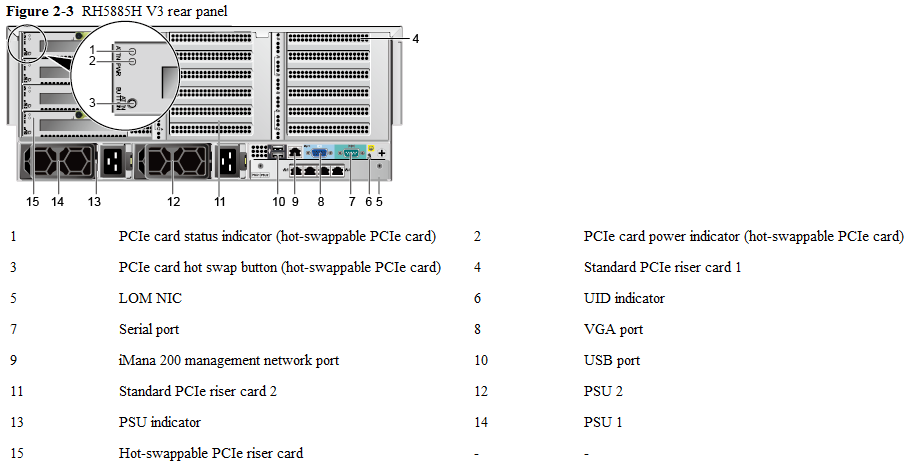 Figure 2-3 RH5885H V3 rear panel
1
2
3
4
ATN PWR
15 14 13 12 11 10 9 8 7 6 5
1 PCIe card status indicator (hot-swappable PCIe card) 2 PCIe card power indicator (hot-swappable PCIe card)
3 PCIe card hot swap button (hot-swappable PCIe card) 4 Standard PCIe riser card 1
5 LOM NIC 6 UID indicator
7 Serial port 8 VGA port
9 iMana 200 management network port 10 USB port
11 Standard PCIe riser card 2 12 PSU 2
13 PSU indicator 14 PSU 1
15 Hot-swappable PCIe riser card - -